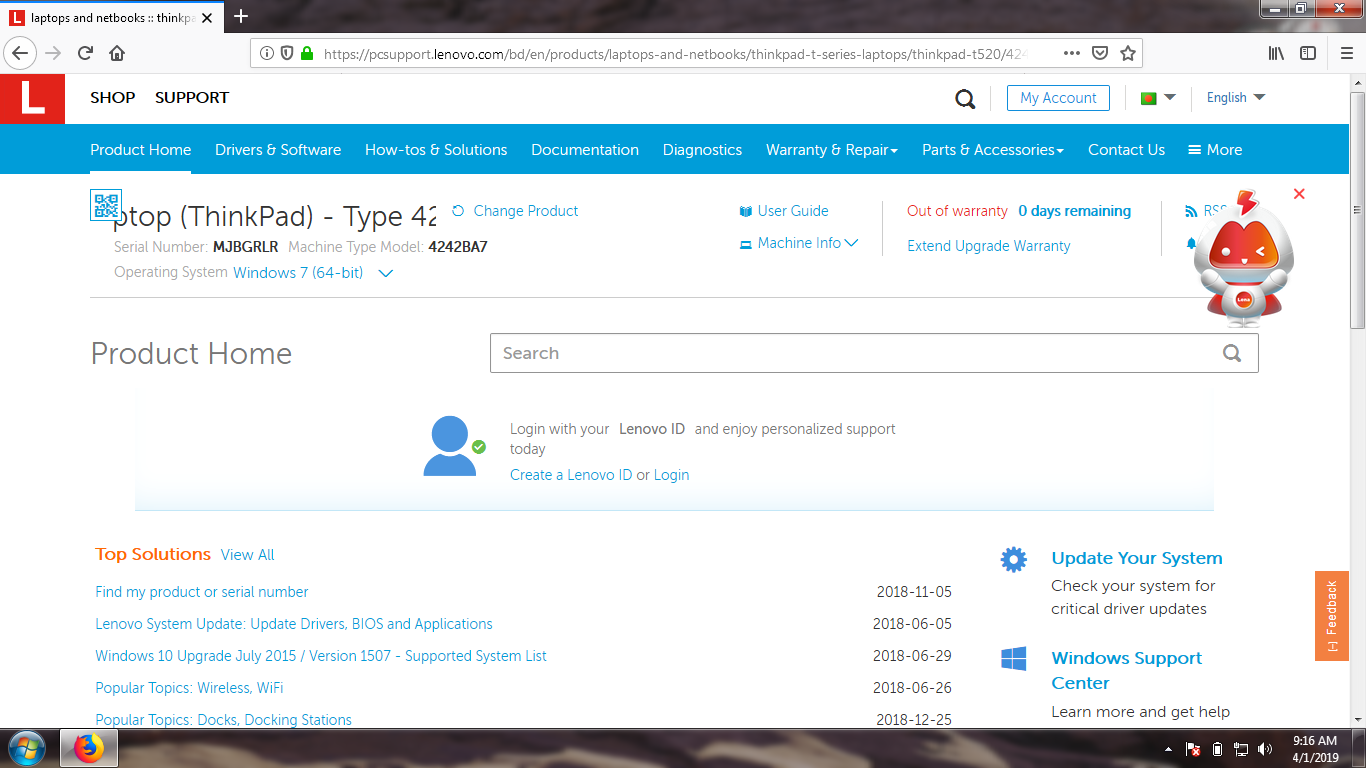 laptops and netbooks :: thinkpa
https://pcsupport.lenovo.com/bd/en/products/laptops-and-netbooks/thinkpad-t-series-laptops/thinkpad-t520/424
L SHOP SUPPORT My Account English
Product Home Drivers & Software How-tos & Solutions Documentation Diagnostics Warranty & Repair Parts & Accessories Contact Us More
ptop (ThinkPad) - Type 42 Change Product User Guide Out of warranty 0 days remaining RSS
Serial Number: MJBGRLR Machine Type Model: 4242BA7 Machine Info Extend Upgrade Warranty
Operating System Windows 7 (64-bit)
Lena
Product Home Search
Login with your Lenovo ID and enjoy personalized support
today
Create a Lenovo ID or Login
Top Solutions View All
Find my product or serial number 2018-11-05
Lenovo System Update: Update Drivers, BIOS and Applications 2018-06-05
Windows 10 Upgrade July 2015 / Version 1507 - Supported System List 2018-06-29
Popular Topics: Wireless, WiFi 2018-06-26
Popular Topics: Docks, Docking Stations 2018-12-25
Update Your System
Check your system for
critical driver updates
Windows Support
Center
Learn more and get help
[-] Feedback
9:16 AM
4/1/2019